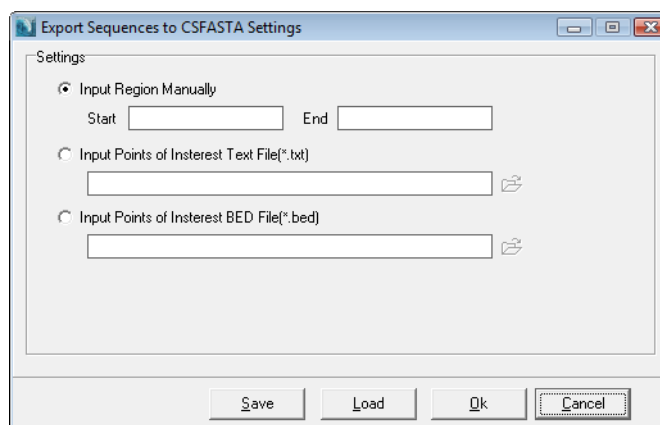 Export Sequences to CSFASTA Settings
Settings
Input Region Manually
Start End
Input Points of Insterest Text File(*.txt)
Input Points of Insterest BED File(*.bed)
Save Load Ok Cancel